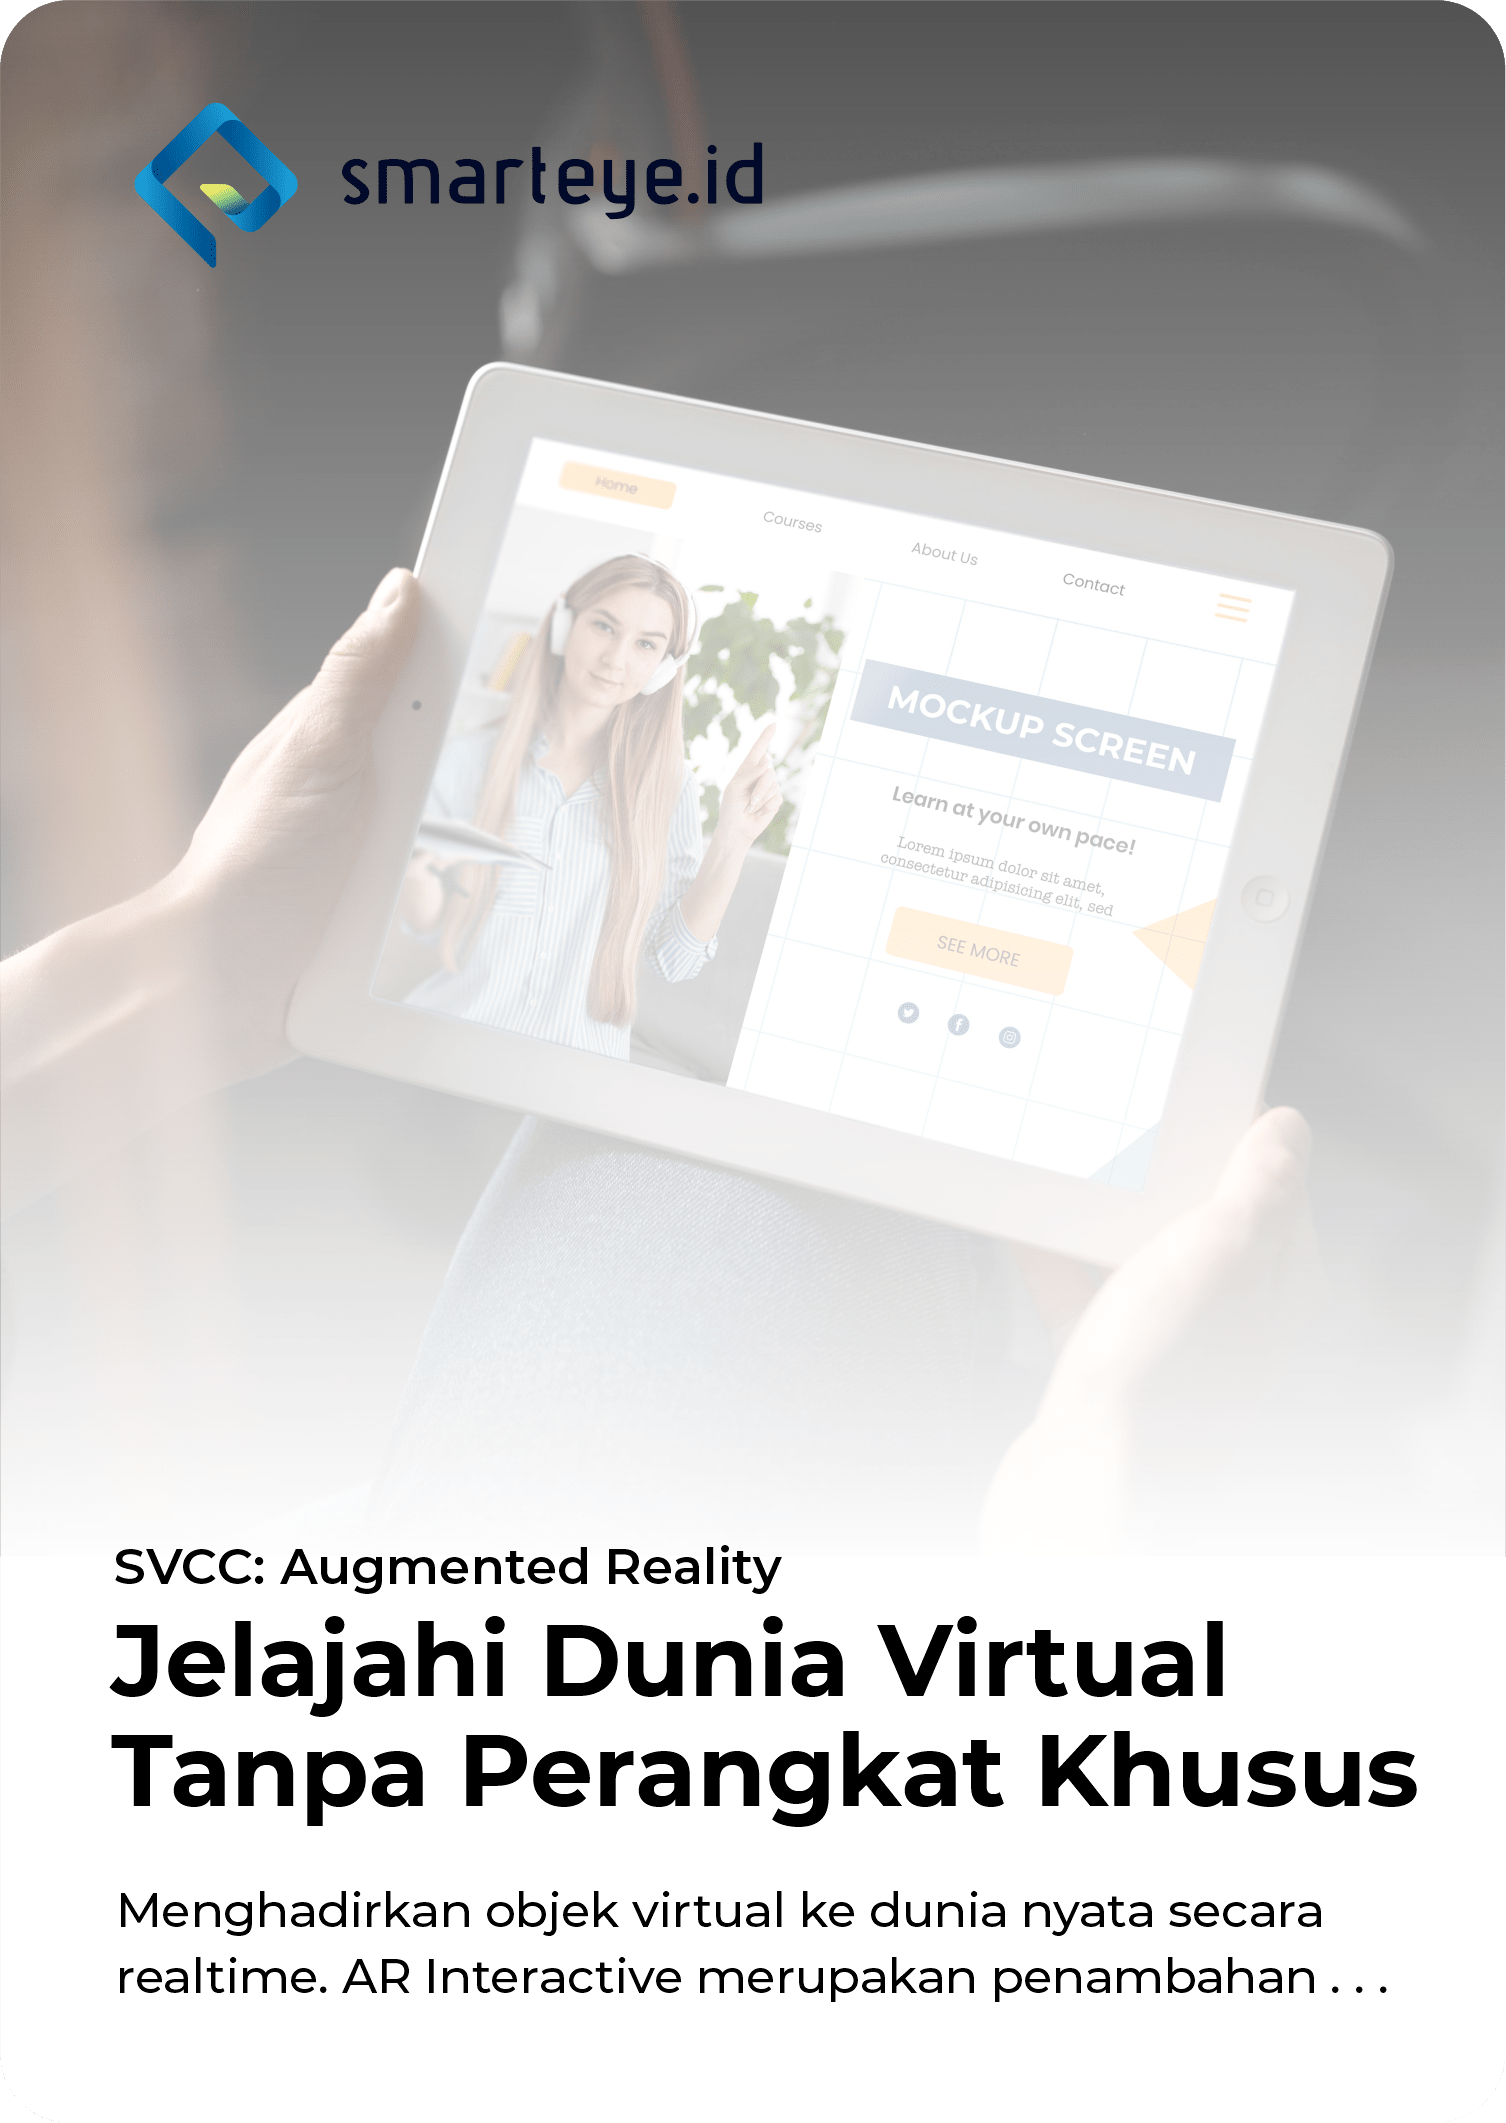 smarteye.id
Home
Courses
About Us
Contact
MOCKUP SCREEN
Learn at your own pace!
Lorem ipsum dolor sit amet,
consectetur adipisicing elit, sed
SEE MORE
SVCC: Augmented Reality
Jelajahi Dunia Virtual
Tanpa Perangkat Khusus
Menghadirkan objek virtual ke dunia nyata secara
realtime. AR Interactive merupakan penambahan . . .